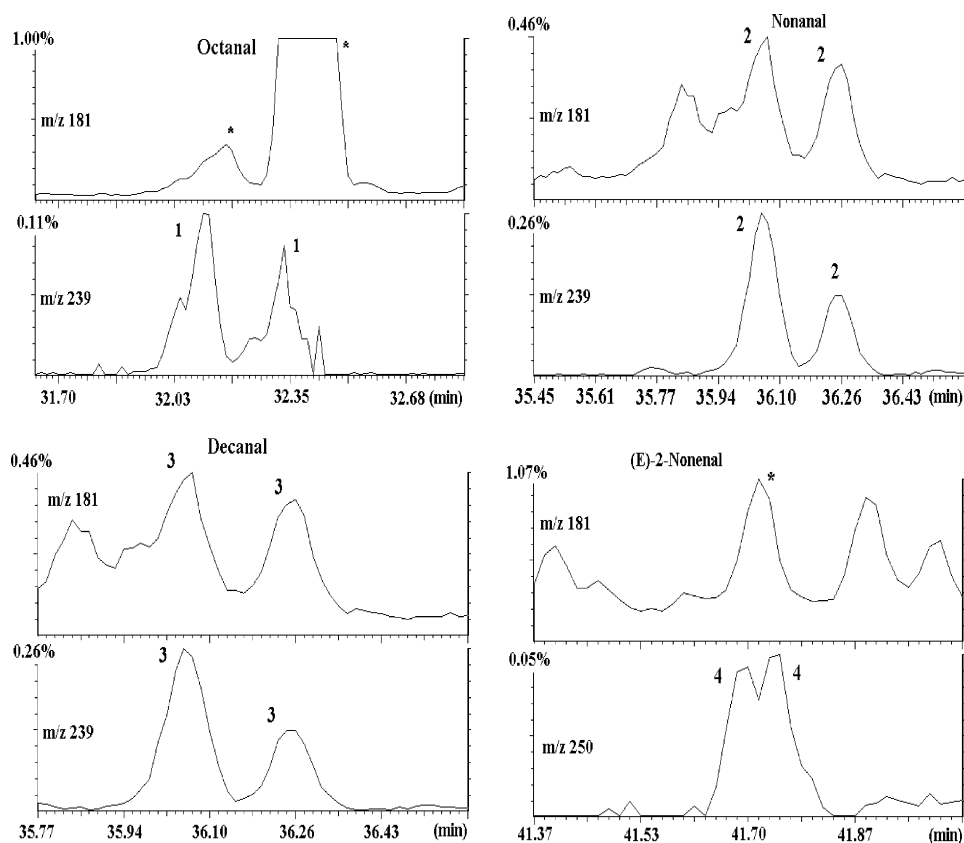 Octanal
1.00%
*
*
m/z 181
0.11%
1
1
m/z 239
31.70 32.03 32.35 32.68 (min)
Nonanal
0.46%
2
2
m/z 181
0.26%
2
2
m/z 239
35.45 35.61 35.77 35.94 36.10 36.26 36.43 (min)
Decanal
0.46%
3
3
m/z 181
0.26%
3
3
m/z 239
35.77 35.94 36.10 36.26 36.43 (min)
(E)-2-Nonenal
1.07%
*
m/z 181
0.05%
4
4
m/z 250
41.37 41.53 41.70 41.87 (min)